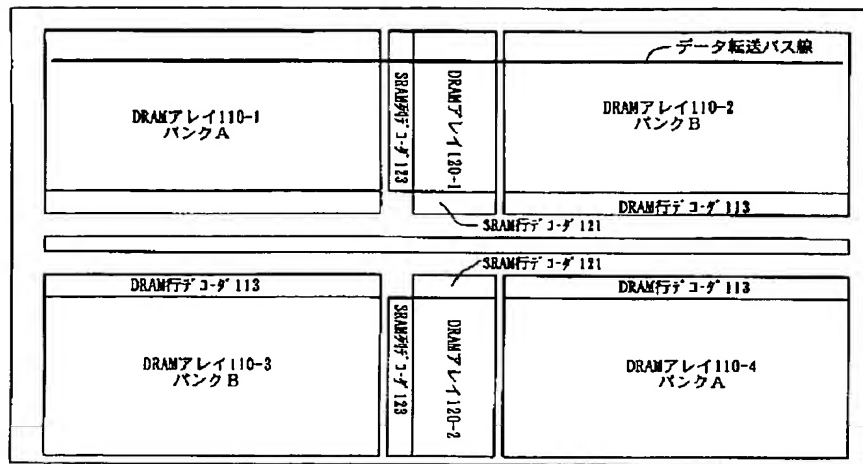 データ転送バス線
DRAMアレイ110-1
バンクA
SRAM列デコーダ123
DRAMアレイ120-1
DRAMアレイ110-2
バンクB
DRAM行デコーダ113
SRAM行デコーダ121
SRAM行デコーダ121
DRAM行デコーダ113
DRAM行デコーダ113
DRAMアレイ110-3
バンクB
SRAM列デコーダ123
DRAMアレイ120-2
DRAMアレイ110-4
バンクA